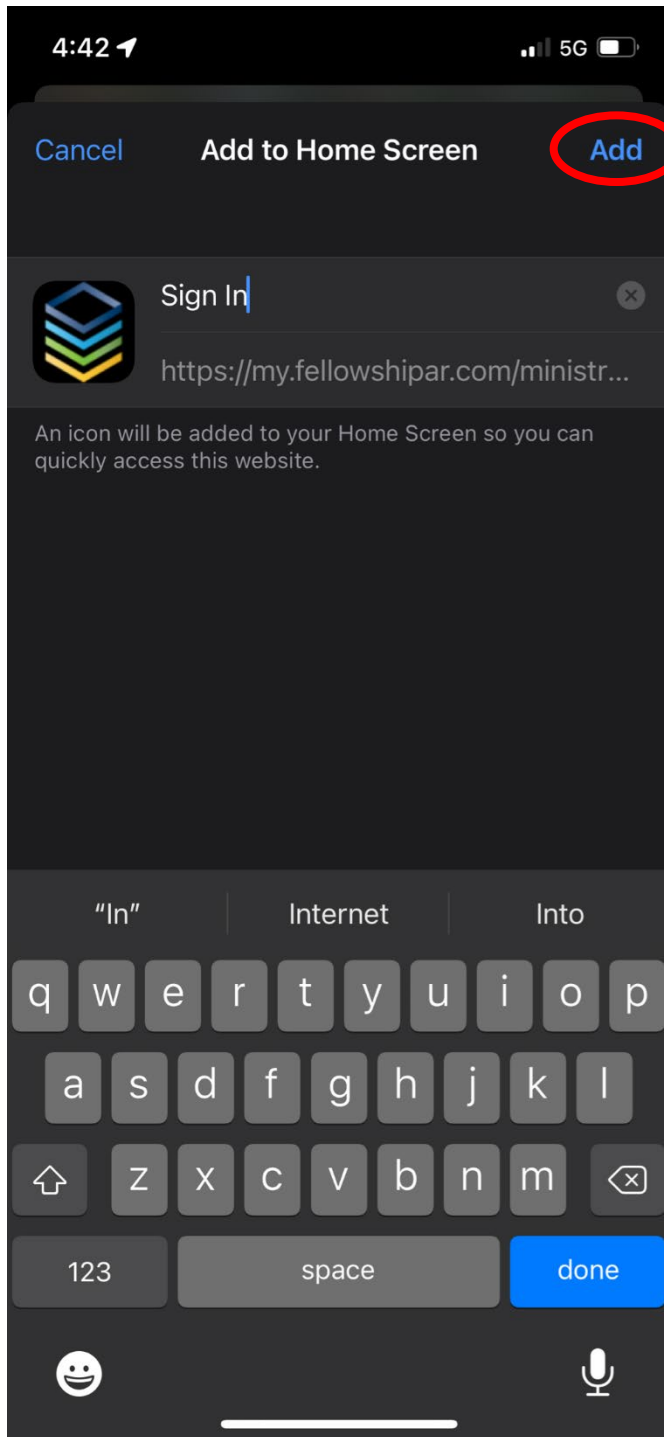 4:42 5G
Cancel Add to Home Screen Add
Sign In
https://my.fellowshipar.com/ministr...
An icon will be added to your Home Screen so you can
quickly access this website.
“In” Internet Into
q w e r t y u i o p
a s d f g h j k l
z x c v b n m
123 space done